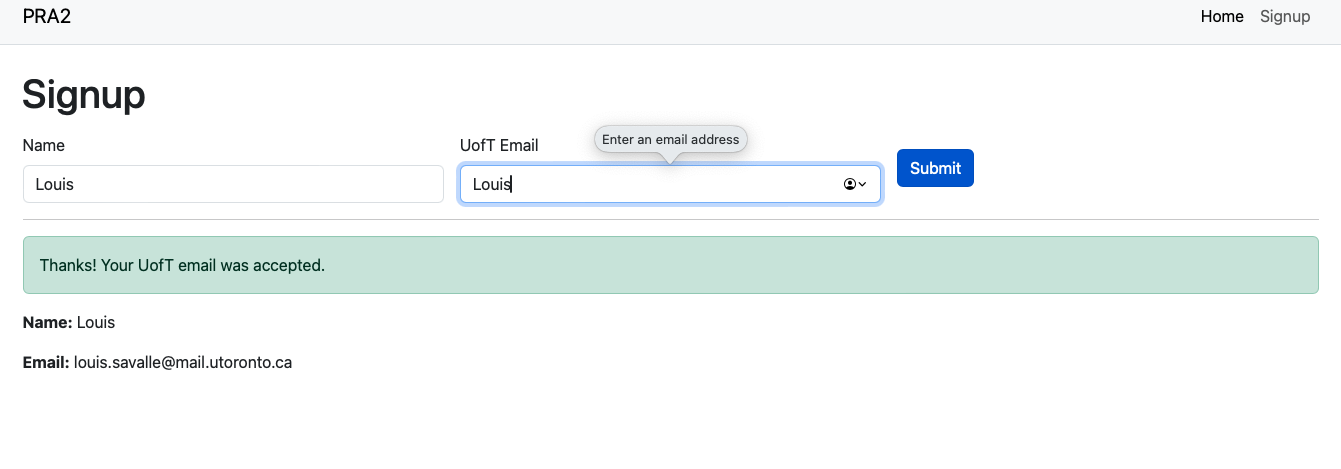 PRA2 Home Signup
Signup
Name
UofT Email
Enter an email address
Louis
Louis
Submit
Thanks! Your UofT email was accepted.
Name: Louis
Email: louis.savalle@mail.utoronto.ca